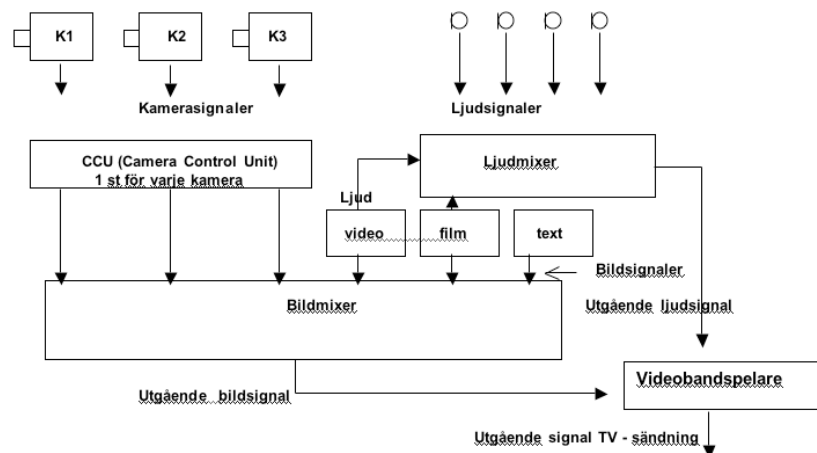 K1
K2
K3
Kamerasignaler
Ljudsignaler
CCU (Camera Control Unit)
1 st för varje kamera
Ljudmixer
Ljud
video
film
text
Bildsignaler
Bildmixer
Utgående ljudsignal
Videobandspelare
Utgående bildsignal
Utgående signal TV - sändning